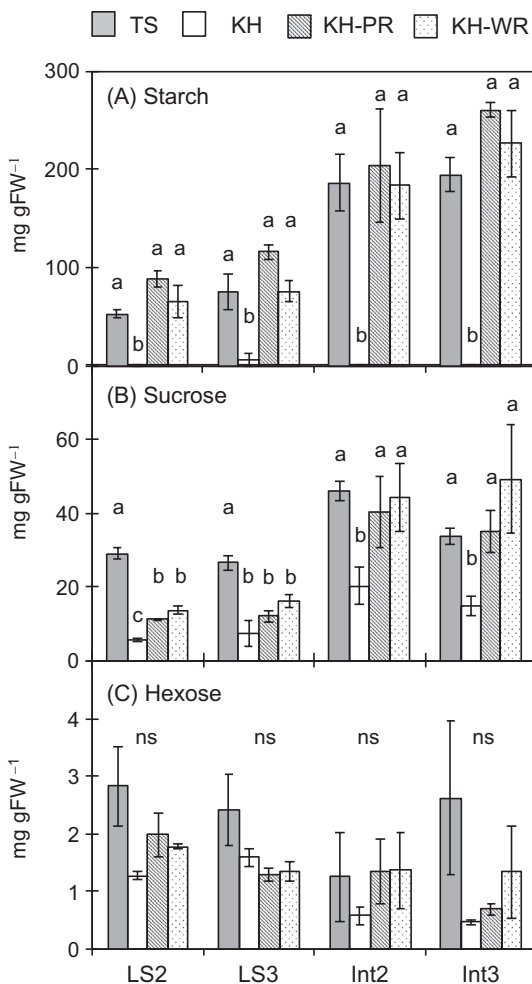 TS KH KH-PR KH-WR
(A) Starch
mg gFW⁻¹
300
200
100
0
a b a a a b a a a b a a a b a a
(B) Sucrose
mg gFW⁻¹
60
40
20
0
a c b b a b b b a b a a a b a a
(C) Hexose
mg gFW⁻¹
4
3
2
1
0
ns ns ns ns
LS2 LS3 Int2 Int3